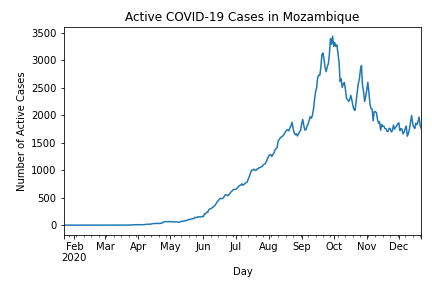 Active COVID-19 Cases in Mozambique
Number of Active Cases
3500
3000
2500
2000
1500
1000
500
0
Feb Mar Apr May Jun Jul Aug Sep Oct Nov Dec
2020
Day